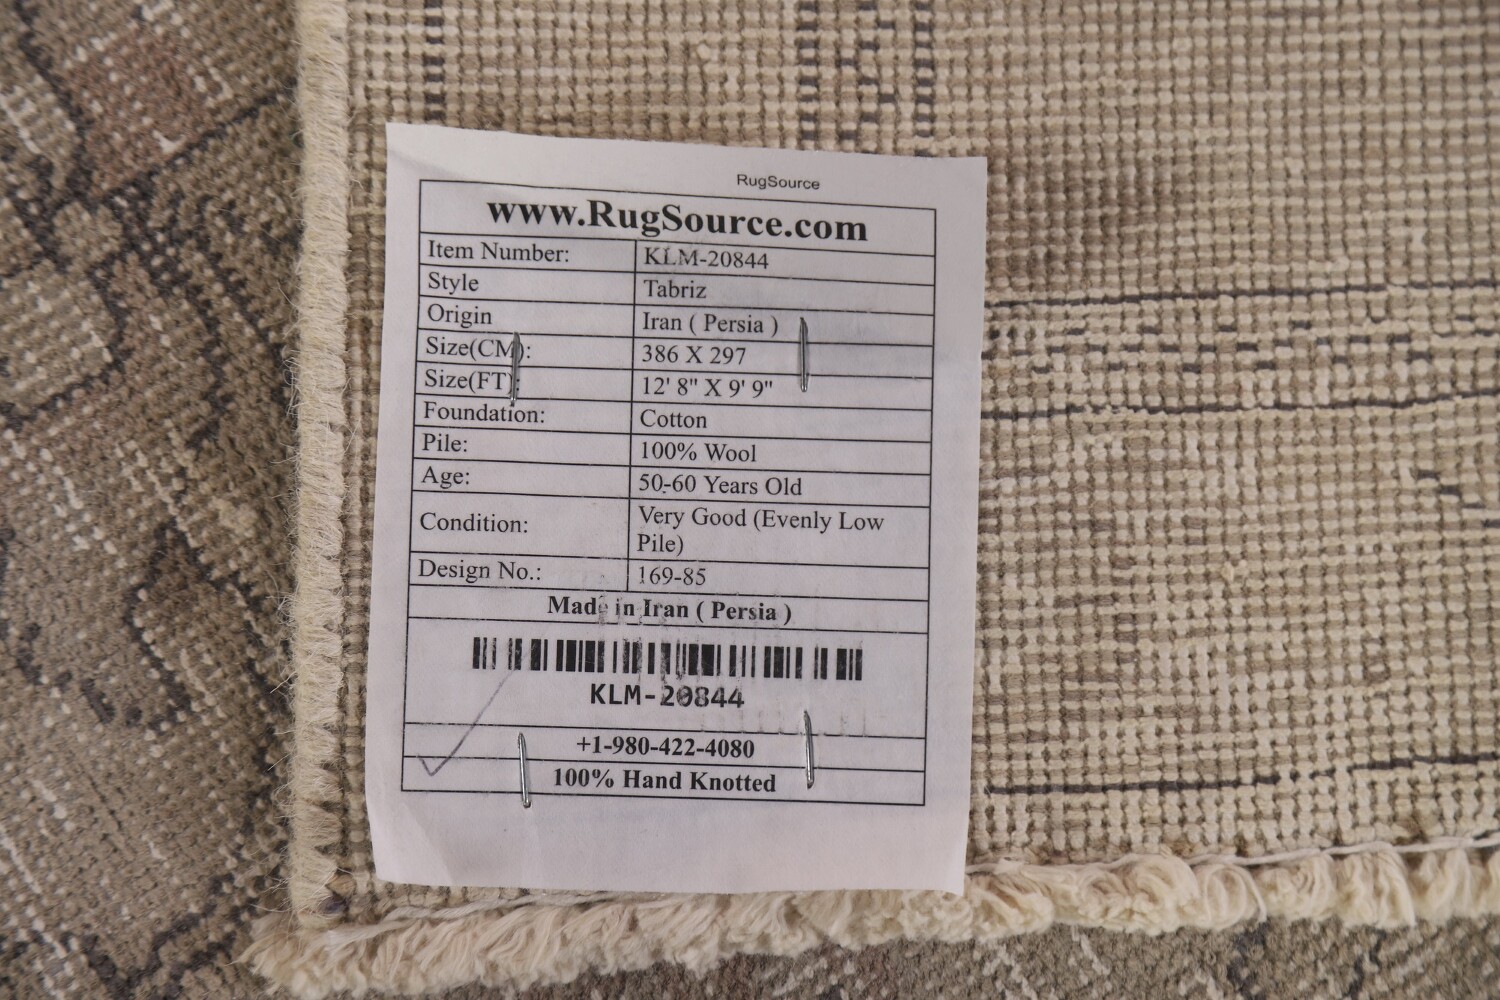 RugSource
www.RugSource.com
Item Number: KLM-20844
Style Tabriz
Origin Iran ( Persia )
Size(CM): 386 X 297
Size(FT): 12' 8" X 9' 9"
Foundation: Cotton
Pile: 100% Wool
Age: 50-60 Years Old
Condition: Very Good (Evenly Low
Pile)
Design No.: 169-85
Made in Iran ( Persia )
KLM-20844
+1-980-422-4080
100% Hand Knotted